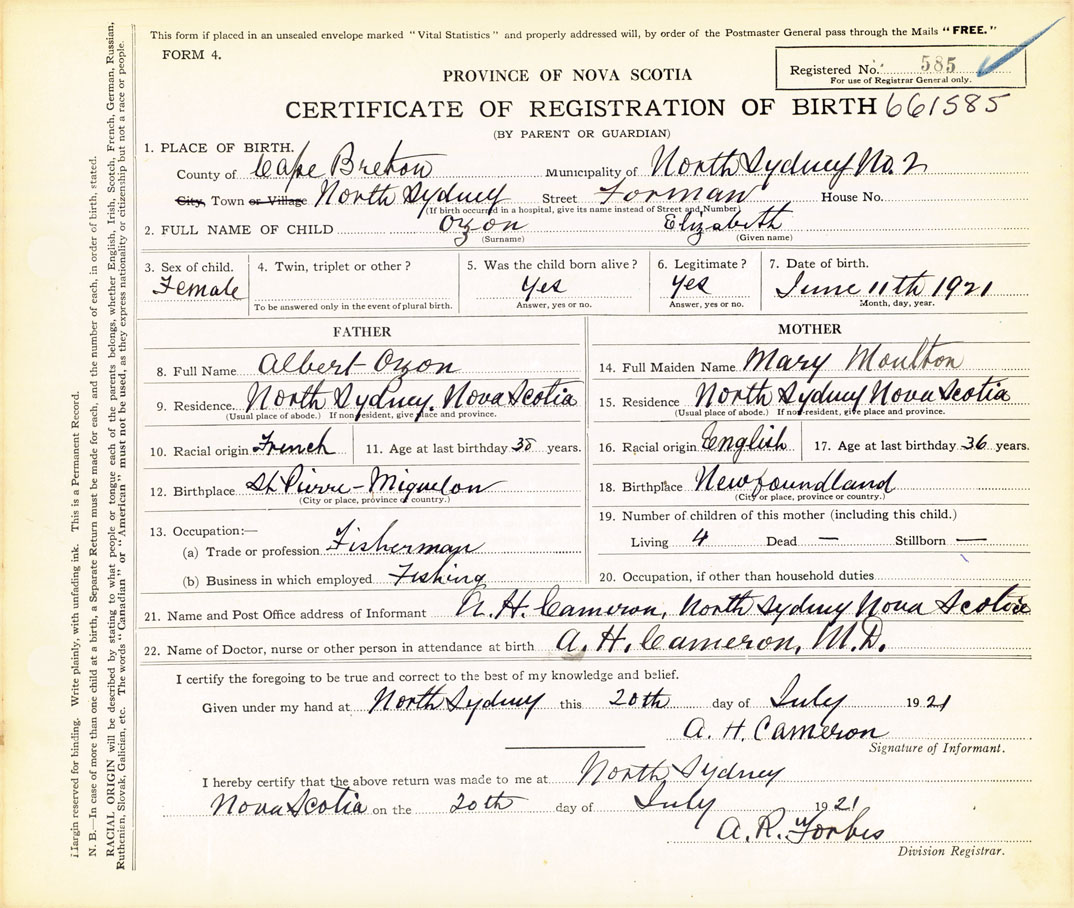 This form if placed in an unsealed envelope marked "Vital Statistics" and properly addressed will, by order of the Postmaster General pass through the Mails "FREE."
FORM 4.
Registered No. 585
For use of Registrar General only.
PROVINCE OF NOVA SCOTIA
CERTIFICATE OF REGISTRATION OF BIRTH 661585
(BY PARENT OR GUARDIAN)
1. PLACE OF BIRTH.
County of Cape Breton Municipality of North Sydney No. 2
City, Town or Village North Sydney Street Forman House No.
(If birth occurred in a hospital, give its name instead of Street and Number)
2. FULL NAME OF CHILD Ozon Elizabeth
(Surname) (Given name)
3. Sex of child. 4. Twin, triplet or other? 5. Was the child born alive? 6. Legitimate? 7. Date of birth.
Female Yes Yes June 11th 1921
To be answered only in the event of plural birth. Answer, yes or no. Answer, yes or no. Month, day, year.
FATHER
8. Full Name Albert Ozon
9. Residence. North Sydney. Nova Scotia
(Usual place of abode.) If non-resident, give place and province.
10. Racial origin French 11. Age at last birthday 38 years.
12. Birthplace St Pierre-Miquelon
(City or place, province or country.)
13. Occupation:—
(a) Trade or profession Fisherman
(b) Business in which employed Fishing
MOTHER
14. Full Maiden Name Mary Moulton
15. Residence North Sydney Nova Scotia
(Usual place of abode.) If non-resident, give place and province.
16. Racial origin English 17. Age at last birthday 36 years.
18. Birthplace Newfoundland
(City or place, province or country.)
19. Number of children of this mother (including this child.)
Living 4 Dead — Stillborn —
20. Occupation, if other than household duties
21. Name and Post Office address of Informant A. H. Cameron, North Sydney Nova Scotia
22. Name of Doctor, nurse or other person in attendance at birth A. H. Cameron, M.D.
I certify the foregoing to be true and correct to the best of my knowledge and belief.
Given under my hand at North Sydney this 20th day of July 1921
A. H. Cameron
Signature of Informant.
I hereby certify that the above return was made to me at North Sydney
Nova Scotia on the 20th day of July 1921
A. R. Forbes
Division Registrar.
Margin reserved for binding. Write plainly, with unfading ink. This is a Permanent Record.
N. B.—In case of more than one child at a birth, a Separate Return must be made for each, and the number of each, in order of birth, stated.
RACIAL ORIGIN will be described by stating to what people or tongue each of the parents belongs, whether English, Irish, Scotch, French, German, Russian,
Ruthenian, Slovak, Galician, etc. The words "Canadian" or "American" must not be used, as they express nationality or citizenship but not a race or people.